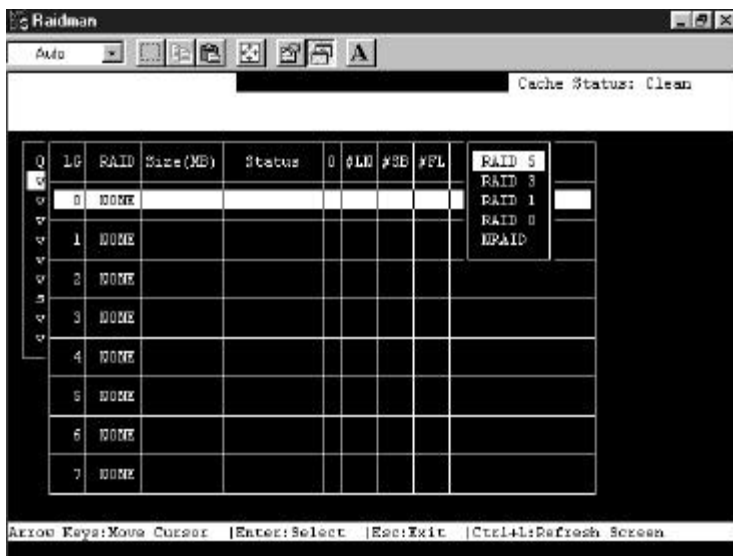 Raidman
Auto
A
Cache Status: Clean
Q LG RAID Size(MB) Status O #LN #SB #FL
RAID 5
RAID 3
RAID 1
RAID 0
NRAID
0 NONE
1 NONE
2 NONE
3 NONE
4 NONE
5 NONE
6 NONE
7 NONE
v
v
v
v
v
v
s
v
v
Arrow Keys:Move Cursor |Enter:Select |Esc:Exit |Ctrl+L:Refresh Screen